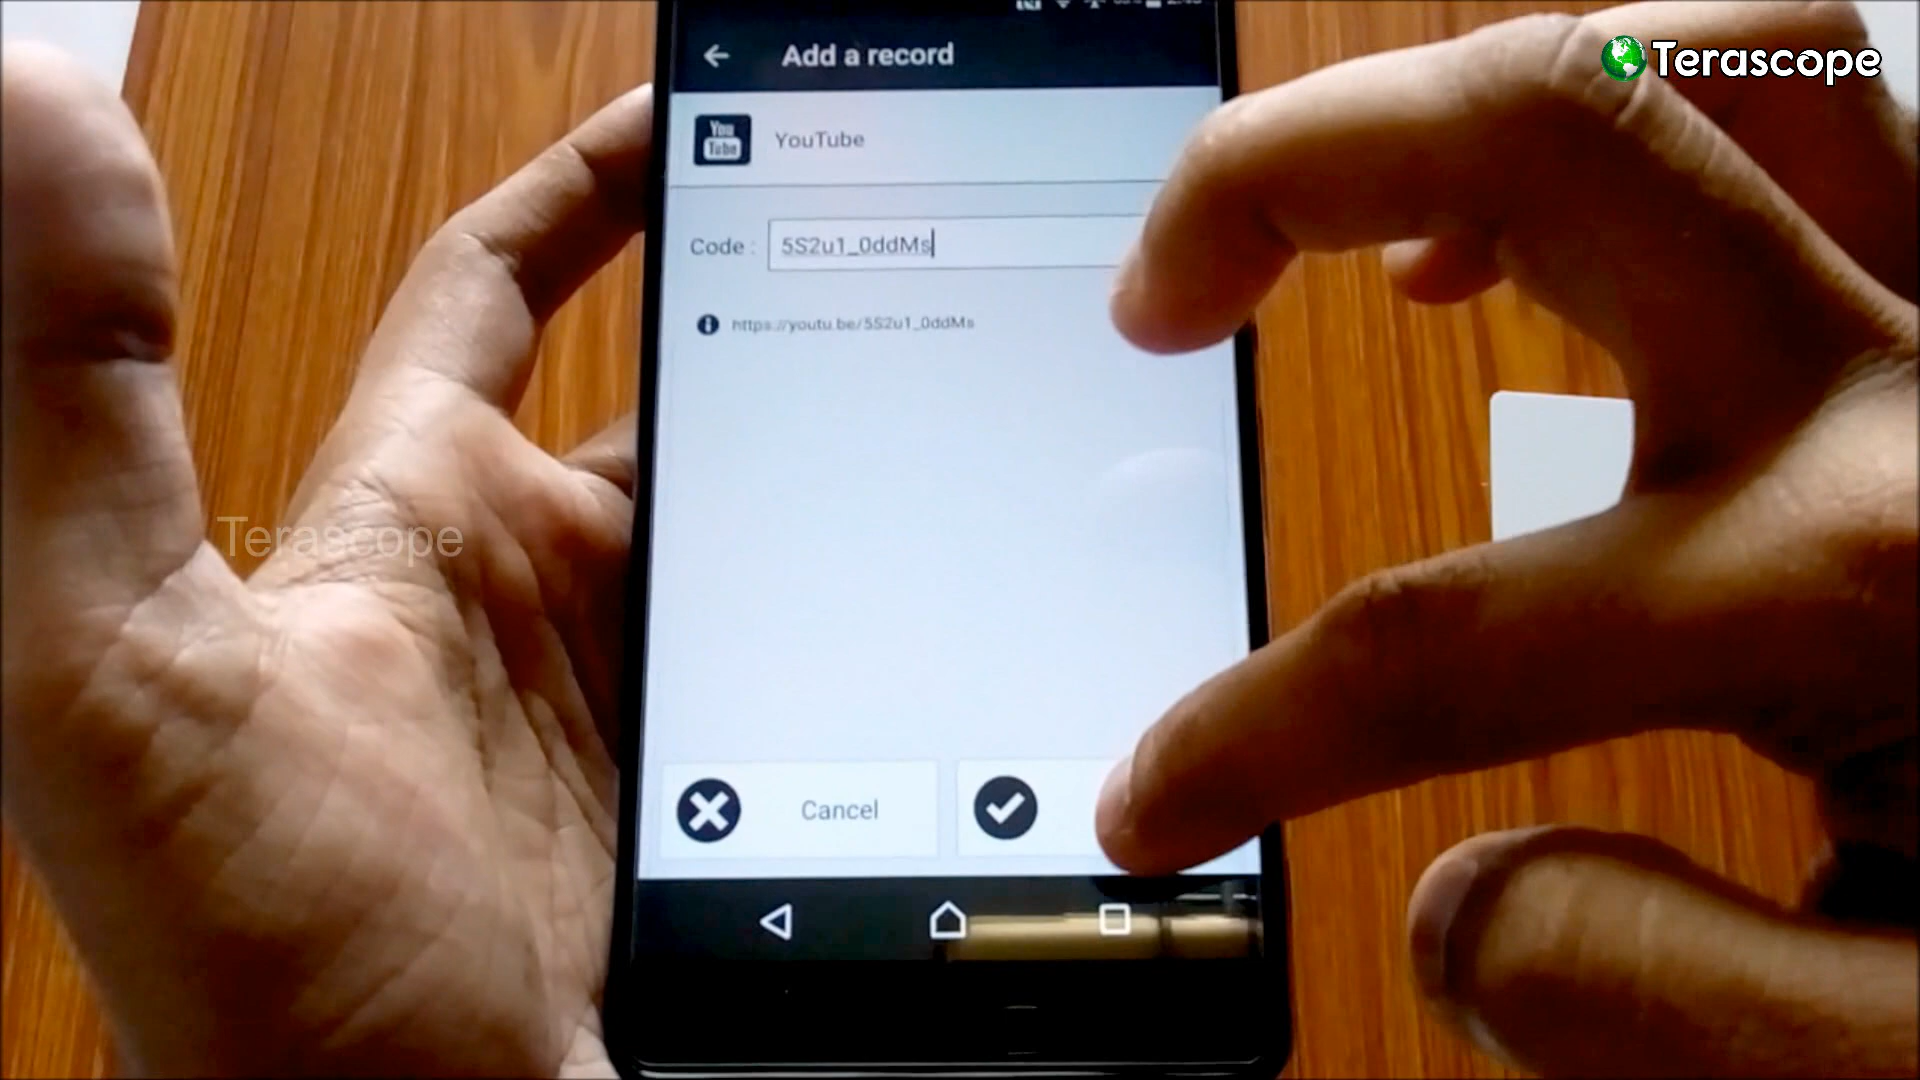 Add a record
Terascope
You
Tube
YouTube
Code :
5S2u1_0ddMs
https://youtu.be/5S2u1_0ddMs
Terascope
Cancel